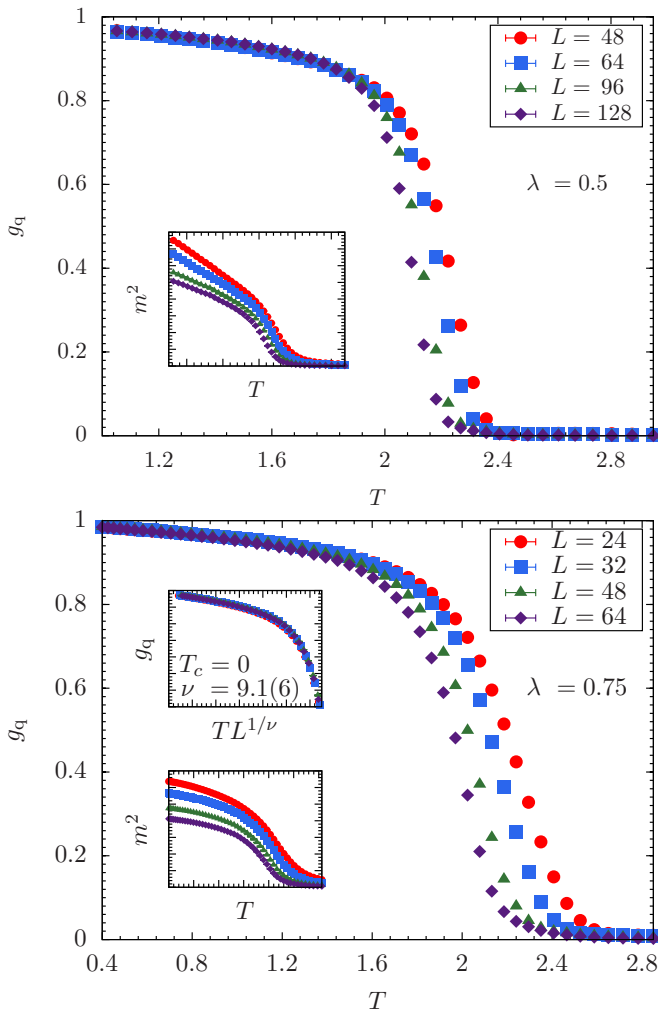 1
0.8
0.6
0.4
0.2
0
g_q
1.2
1.6
2
2.4
2.8
T
L = 48
L = 64
L = 96
L = 128
λ = 0.5
m²
T
1
0.8
0.6
0.4
0.2
0
g_q
0.4
0.8
1.2
1.6
2
2.4
2.8
T
L = 24
L = 32
L = 48
L = 64
λ = 0.75
g_q
T_c = 0
ν = 9.1(6)
TL^{1/ν}
m²
T